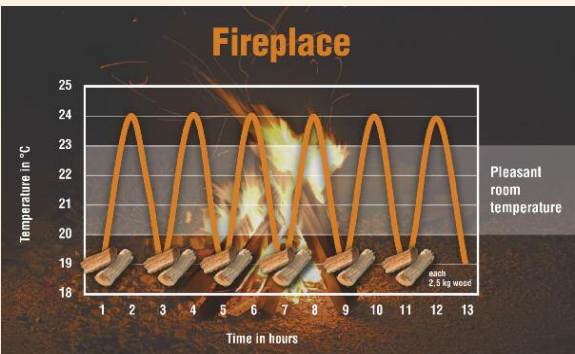 Fireplace
25
24
23
22
21
20
19
18
Temperature in °C
Pleasant
room
temperature
each
2,5 kg wood
1 2 3 4 5 6 7 8 9 10 11 12 13
Time in hours